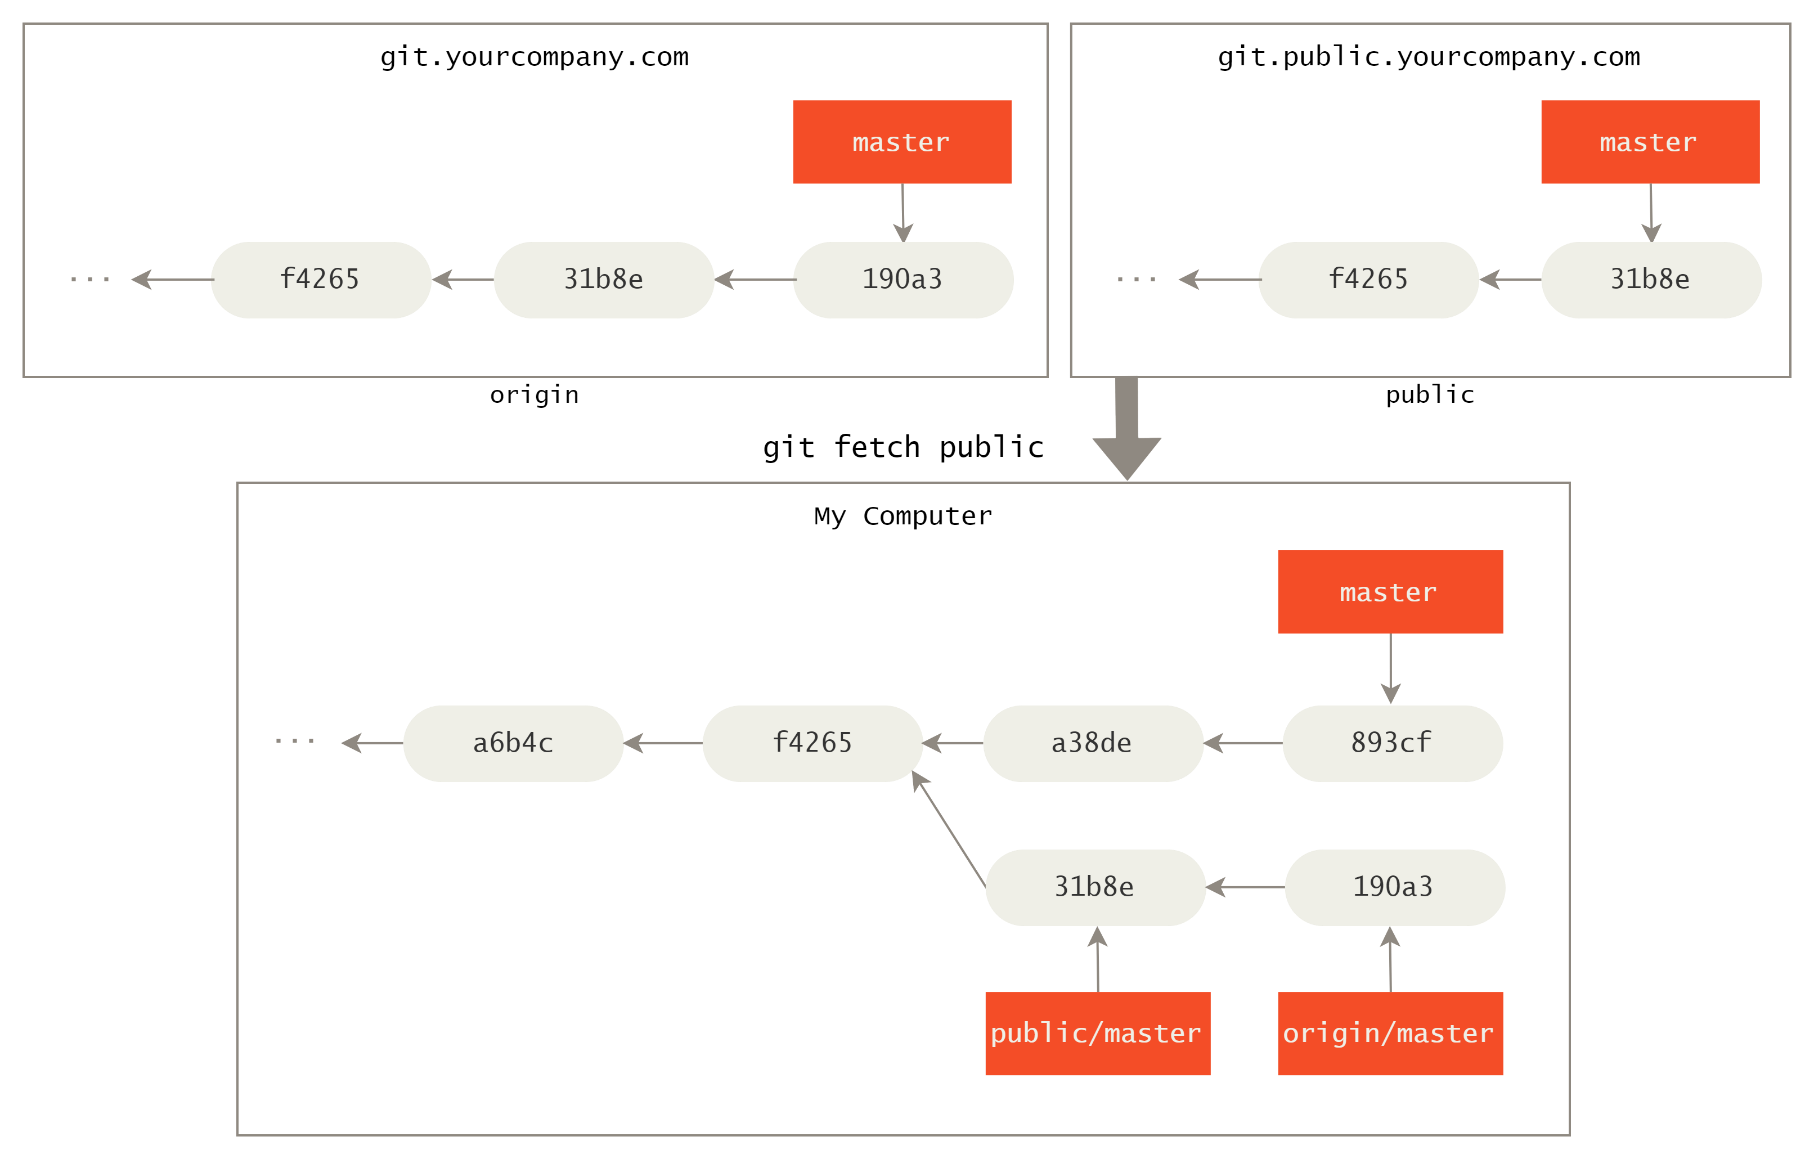 git.yourcompany.com
master
... f4265 31b8e 190a3
origin
git.public.yourcompany.com
master
... f4265 31b8e
public
git fetch public
My Computer
master
... a6b4c f4265 a38de 893cf
31b8e 190a3
public/master origin/master